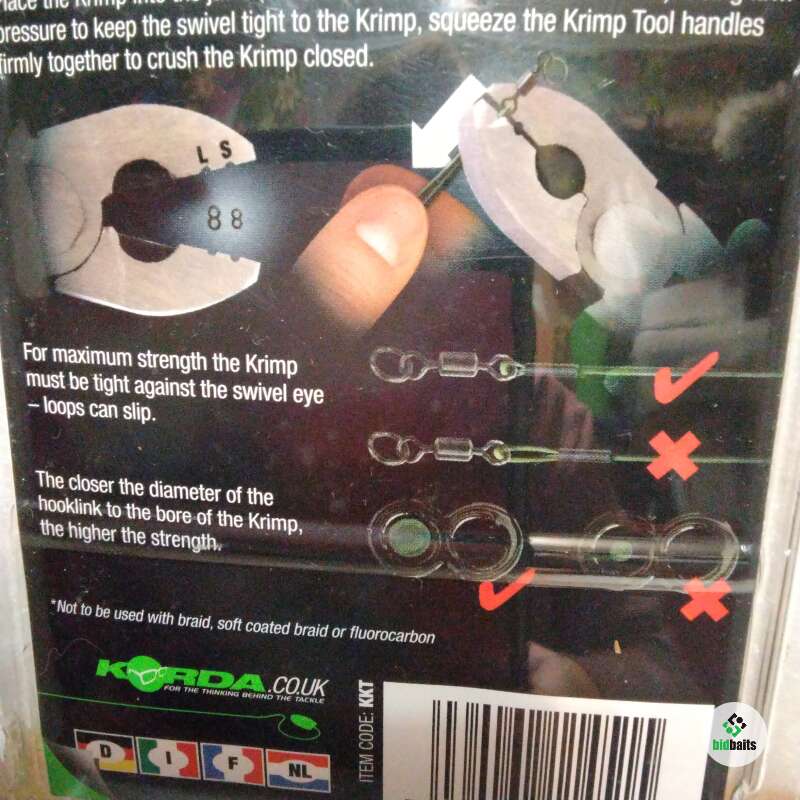 pressure to keep the swivel tight to the Krimp, squeeze the Krimp Tool handles
firmly together to crush the Krimp closed.
L S
8 8
For maximum strength the Krimp
must be tight against the swivel eye
– loops can slip.
The closer the diameter of the
hooklink to the bore of the Krimp,
the higher the strength.
*Not to be used with braid, soft coated braid or fluorocarbon
KORDA.CO.UK
FOR THE THINKING BEHIND THE TACKLE
ITEM CODE: KKT
D I F NL
bidbaits